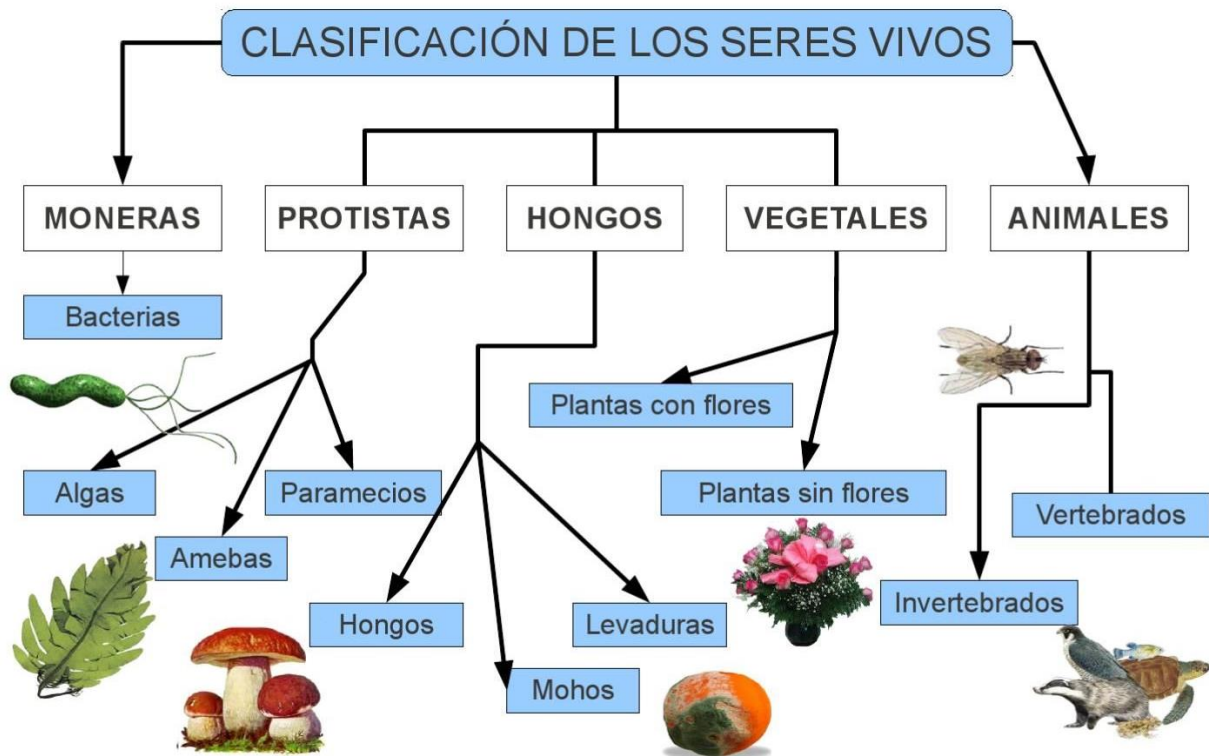 CLASIFICACIÓN DE LOS SERES VIVOS
MONERAS
PROTISTAS
HONGOS
VEGETALES
ANIMALES
Bacterias
Plantas con flores
Algas
Paramecios
Plantas sin flores
Vertebrados
Amebas
Hongos
Levaduras
Invertebrados
Mohos